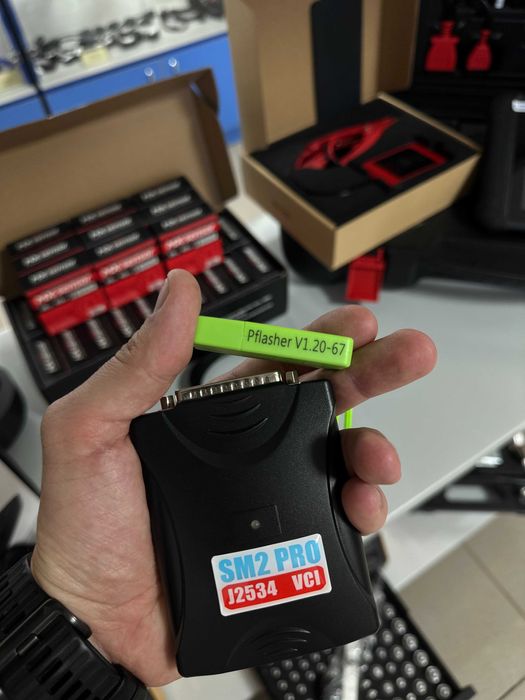 Pflasher V1.20-67
SM2 PRO
J2534 VCI